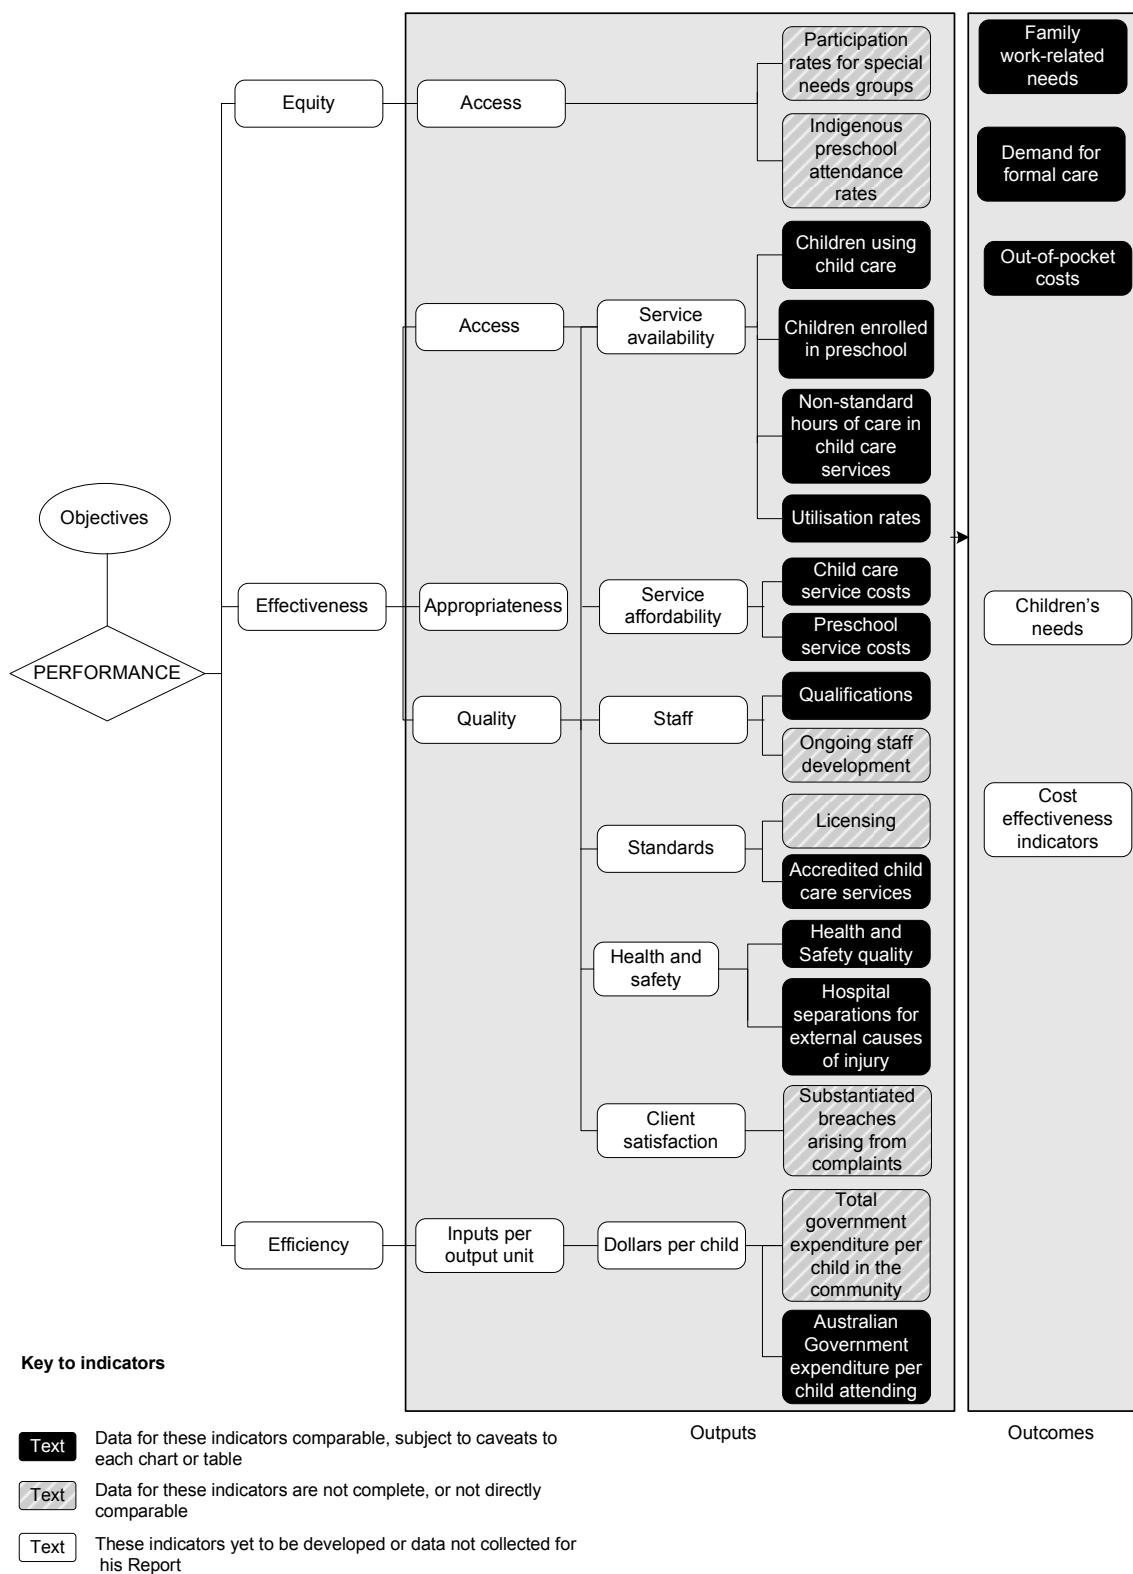 Participation
rates for special
needs groups
Family
work-related
needs
Equity
Access
Indigenous
preschool
attendance
rates
Demand for
formal care
Children using
child care
Out-of-pocket
costs
Access
Service
availability
Children enrolled
in preschool
Non-standard
hours of care in
child care
services
Objectives
Utilisation rates
Effectiveness
Appropriateness
Service
affordability
Child care
service costs
Preschool
service costs
Children's
needs
PERFORMANCE
Quality
Staff
Qualifications
Ongoing staff
development
Standards
Licensing
Accredited child
care services
Cost
effectiveness
indicators
Health and
safety
Health and
Safety quality
Hospital
separations for
external causes
of injury
Client
satisfaction
Substantiated
breaches
arising from
complaints
Efficiency
Inputs per
output unit
Dollars per child
Total
government
expenditure per
child in the
community
Australian
Government
expenditure per
child attending
Outputs
Outcomes
Key to indicators
Text
Data for these indicators comparable, subject to caveats to
each chart or table
Text
Data for these indicators are not complete, or not directly
comparable
Text
These indicators yet to be developed or data not collected for
his Report